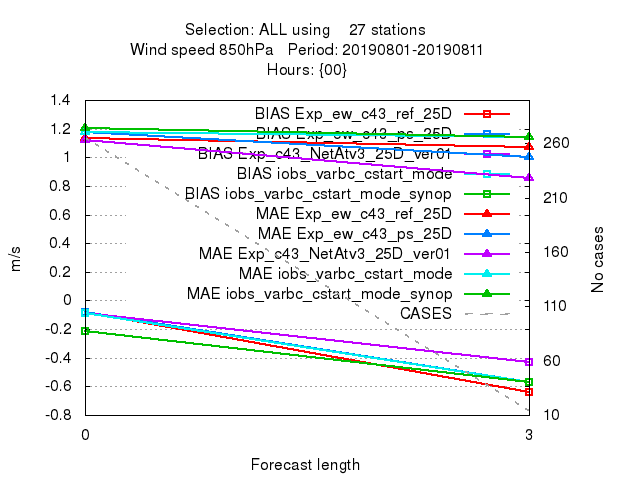 Selection: ALL using    27 stations
Wind speed 850hPa   Period: 20190801-20190811
Hours: {00}
1.4
1.2
1
0.8
0.6
0.4
0.2
0
-0.2
-0.4
-0.6
-0.8
m/s
BIAS Exp_ew_c43_ref_25D
BIAS Exp_ew_c43_ps_25D
BIAS Exp_c43_NetAtv3_25D_ver01
BIAS iobs_varbc_cstart_mode
BIAS iobs_varbc_cstart_mode_synop
MAE Exp_ew_c43_ref_25D
MAE Exp_ew_c43_ps_25D
MAE Exp_c43_NetAtv3_25D_ver01
MAE iobs_varbc_cstart_mode
MAE iobs_varbc_cstart_mode_synop
CASES
260
210
160
110
60
10
No cases
0
3
Forecast length